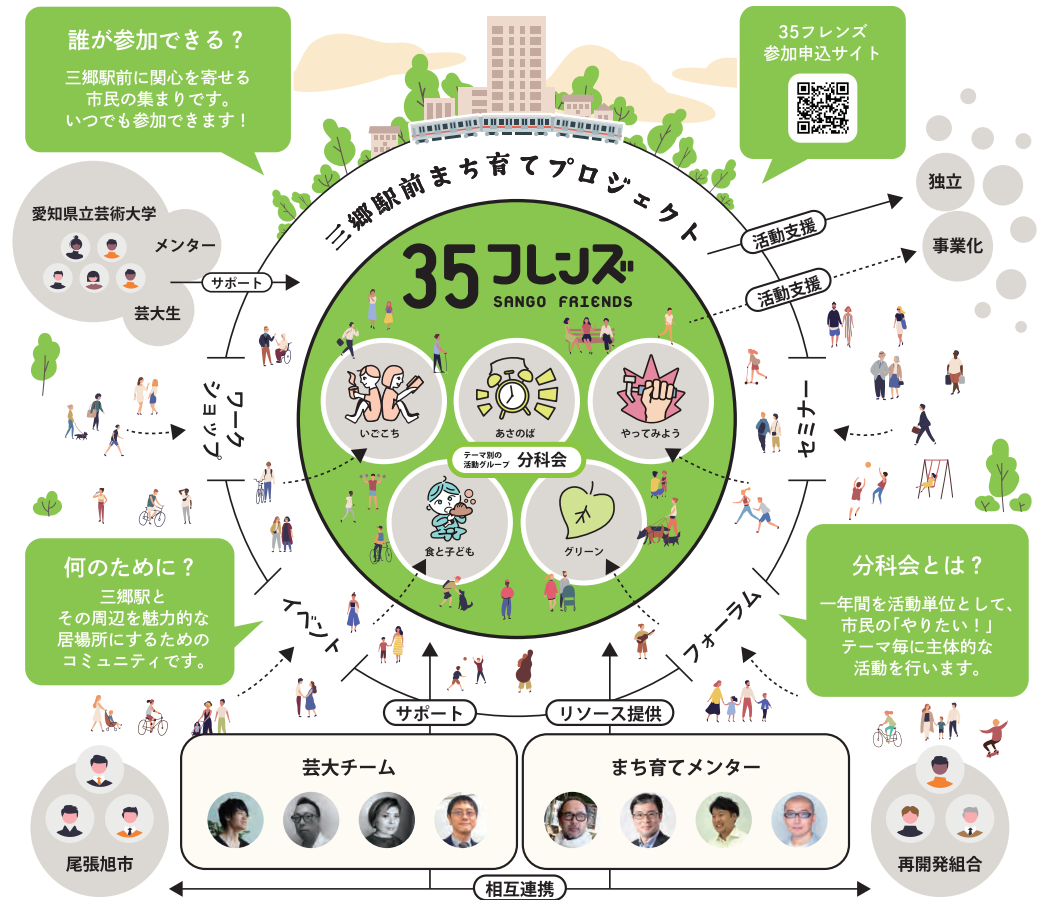 誰が参加できる？
三郷駅前に関心を寄せる
市民の集まりです。
いつでも参加できます！
35フレンズ
参加申込サイト
三郷駅前まち育てプロジェクト
愛知県立芸術大学
メンター
芸大生
サポート
独立
事業化
活動支援
活動支援
35フレンズ
SANGO FRIENDS
ワーク
ショップ
セミナー
いごこち
あさのば
やってみよう
テーマ別の
活動グループ
分科会
食と子ども
グリーン
何のために？
三郷駅と
その周辺を魅力的な
居場所にするための
コミュニティです。
イベント
フォーラム
分科会とは？
一年間を活動単位として、
市民の「やりたい！」
テーマ毎に主体的な
活動を行います。
サポート
リソース提供
芸大チーム
まち育てメンター
尾張旭市
再開発組合
相互連携